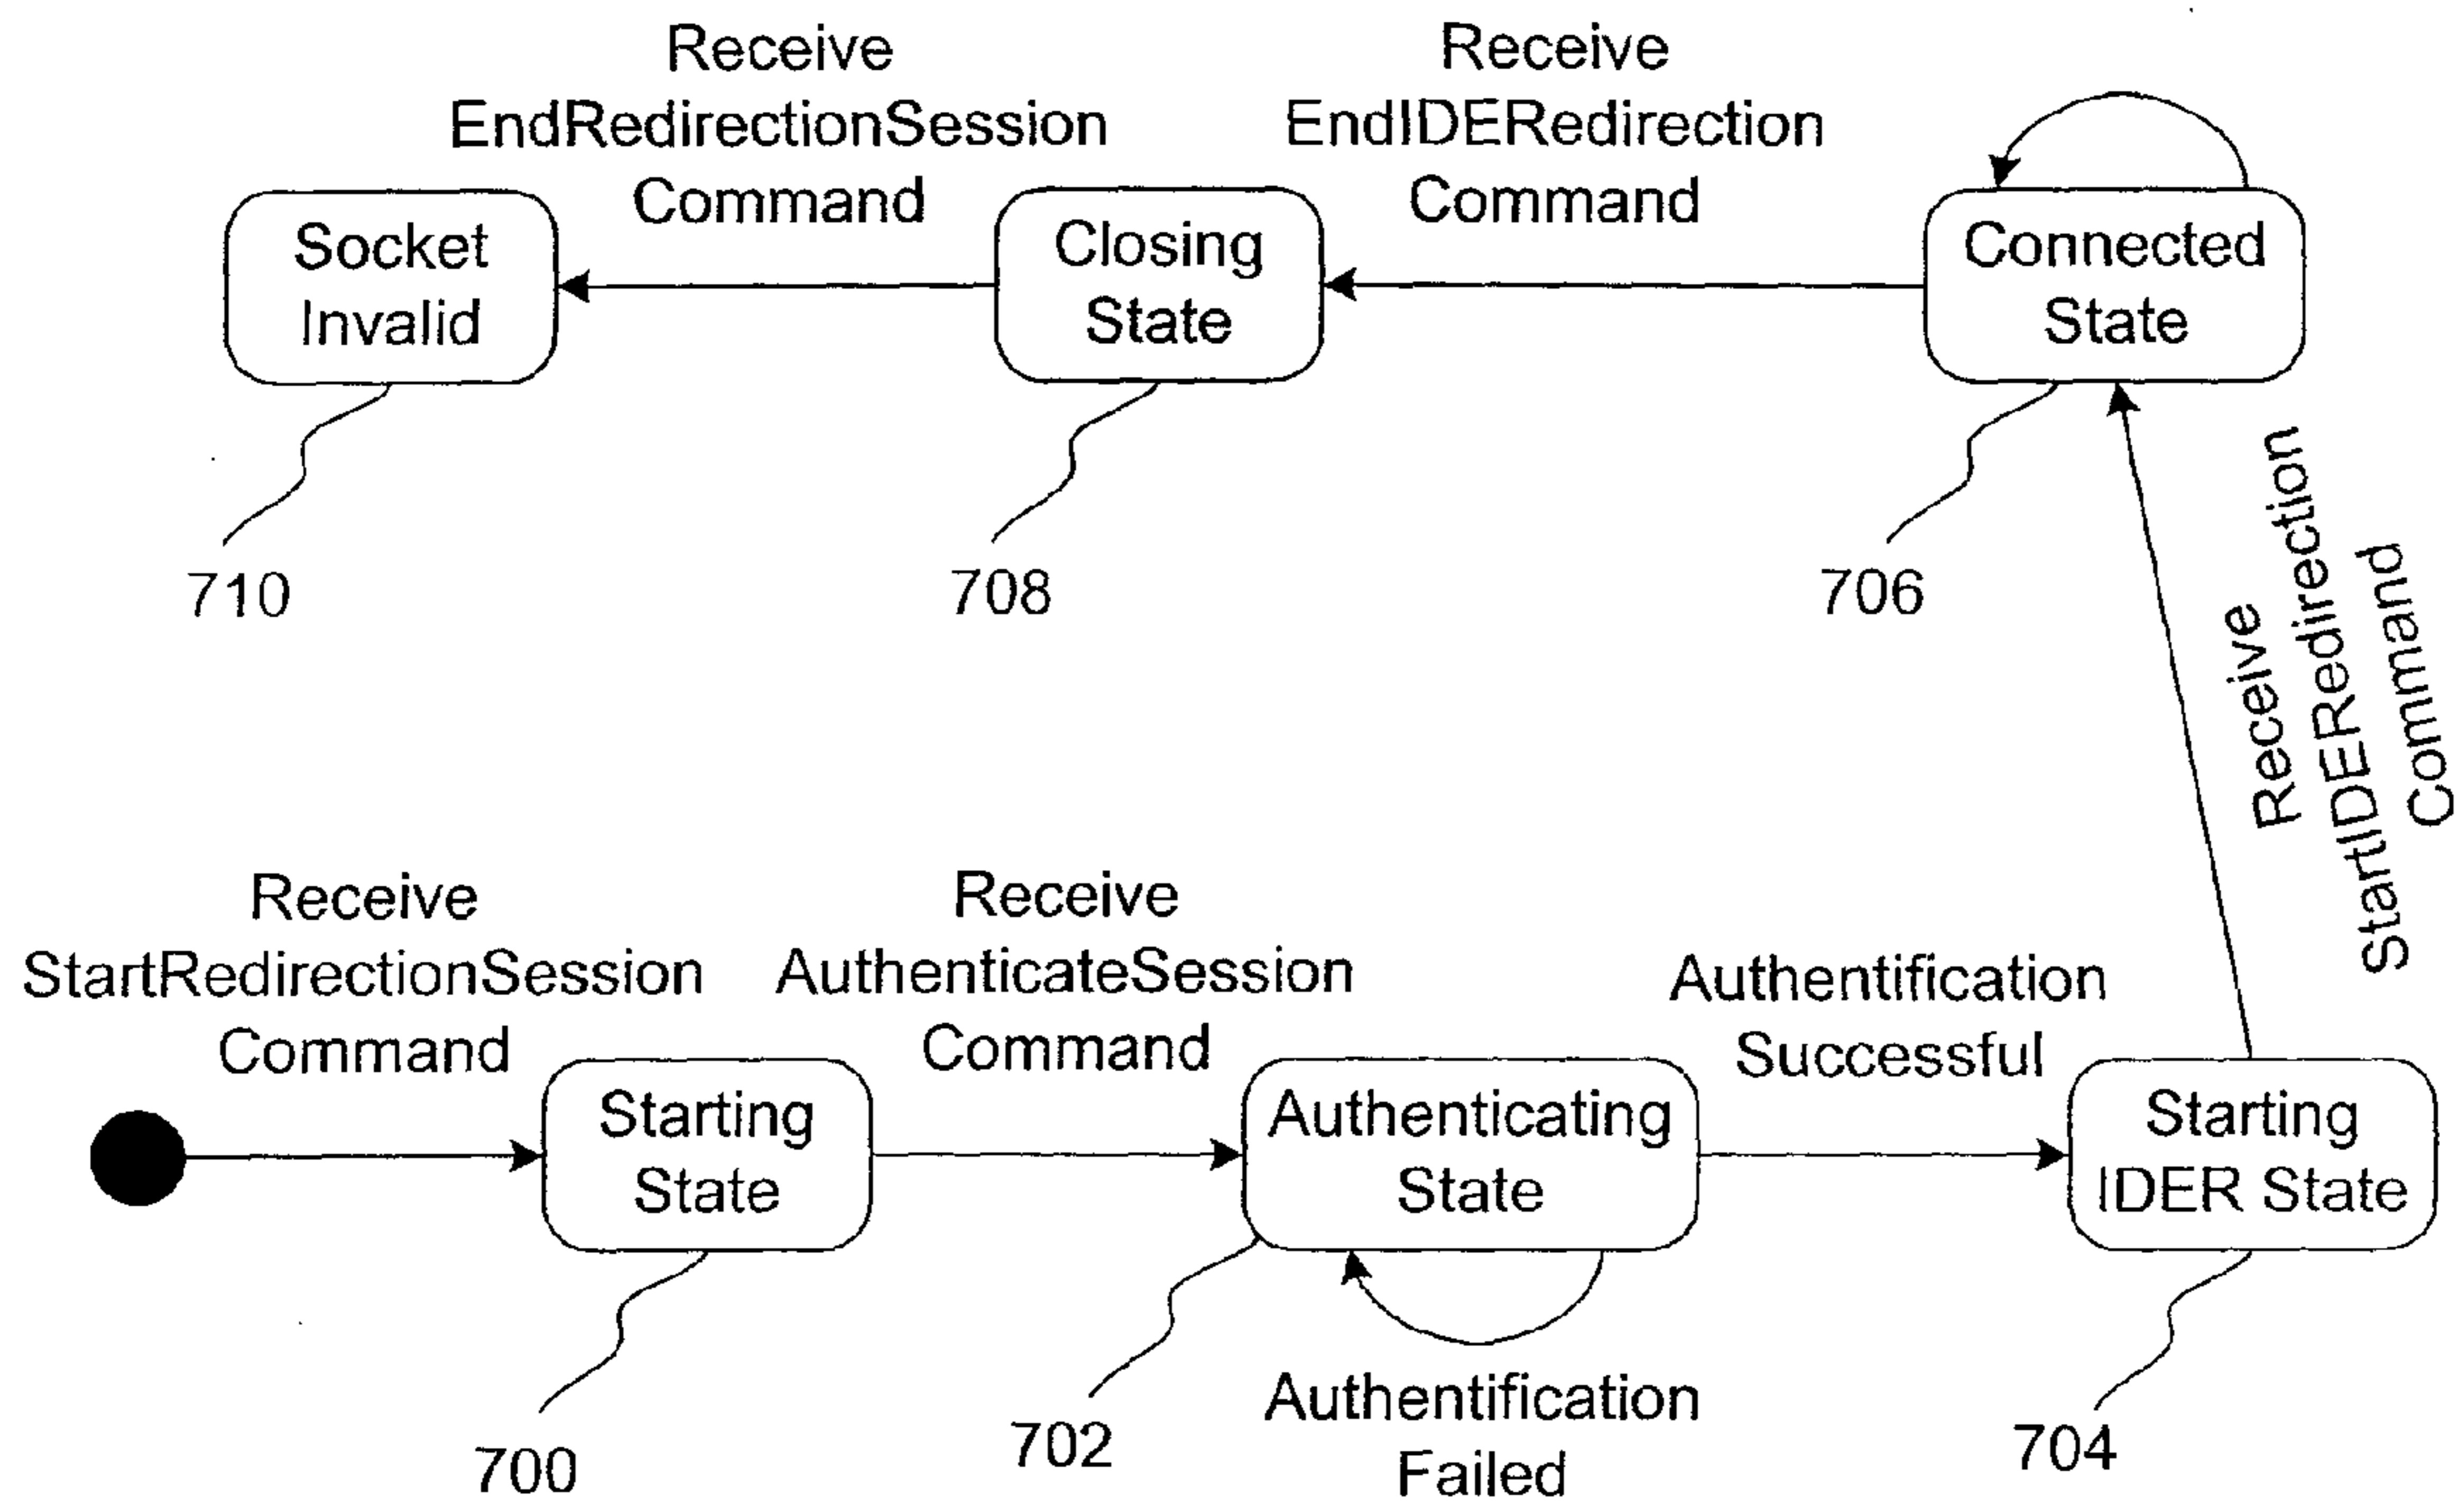 Receive
EndRedirectionSession
Command
Receive
EndIDERedirection
Command
Socket
Invalid
Closing
State
Connected
State
710
708
706
Receive
StartIDERedirection
Command
Receive
StartRedirectionSession
Command
Receive
AuthenticateSession
Command
Authentification
Successful
Starting
State
Authenticating
State
Starting
IDER State
Authentification
Failed
700
702
704